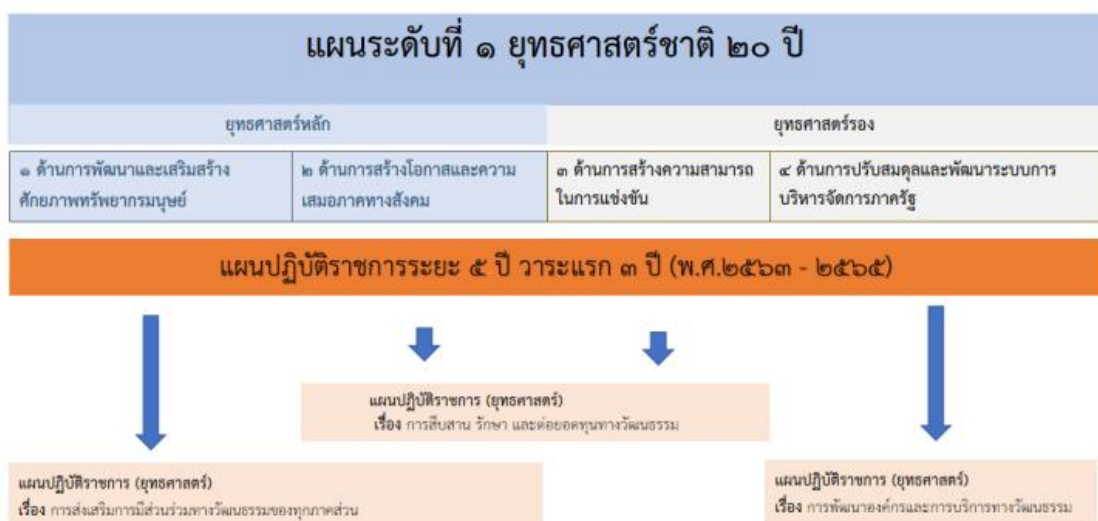 แผนระดับที่ ๑ ยุทธศาสตร์ชาติ ๒๐ ปี
ยุทธศาสตร์หลัก
ยุทธศาสตร์รอง
๑ ด้านการพัฒนาและเสริมสร้าง
ศักยภาพทรัพยากรมนุษย์
๒ ด้านการสร้างโอกาสและความ
เสมอภาคทางสังคม
๓ ด้านการสร้างความสามารถ
ในการแข่งขัน
๔ ด้านการปรับสมดุลและพัฒนาระบบการ
บริหารจัดการภาครัฐ
แผนปฏิบัติราชการระยะ ๕ ปี วาระแรก ๓ ปี (พ.ศ.๒๕๖๓ - ๒๕๖๕)
แผนปฏิบัติราชการ (ยุทธศาสตร์)
เรื่อง การสืบสาน รักษา และต่อยอดทุนทางวัฒนธรรม
แผนปฏิบัติราชการ (ยุทธศาสตร์)
เรื่อง การส่งเสริมการมีส่วนร่วมทางวัฒนธรรมของทุกภาคส่วน
แผนปฏิบัติราชการ (ยุทธศาสตร์)
เรื่อง การพัฒนาองค์กรและการบริการทางวัฒนธรรม